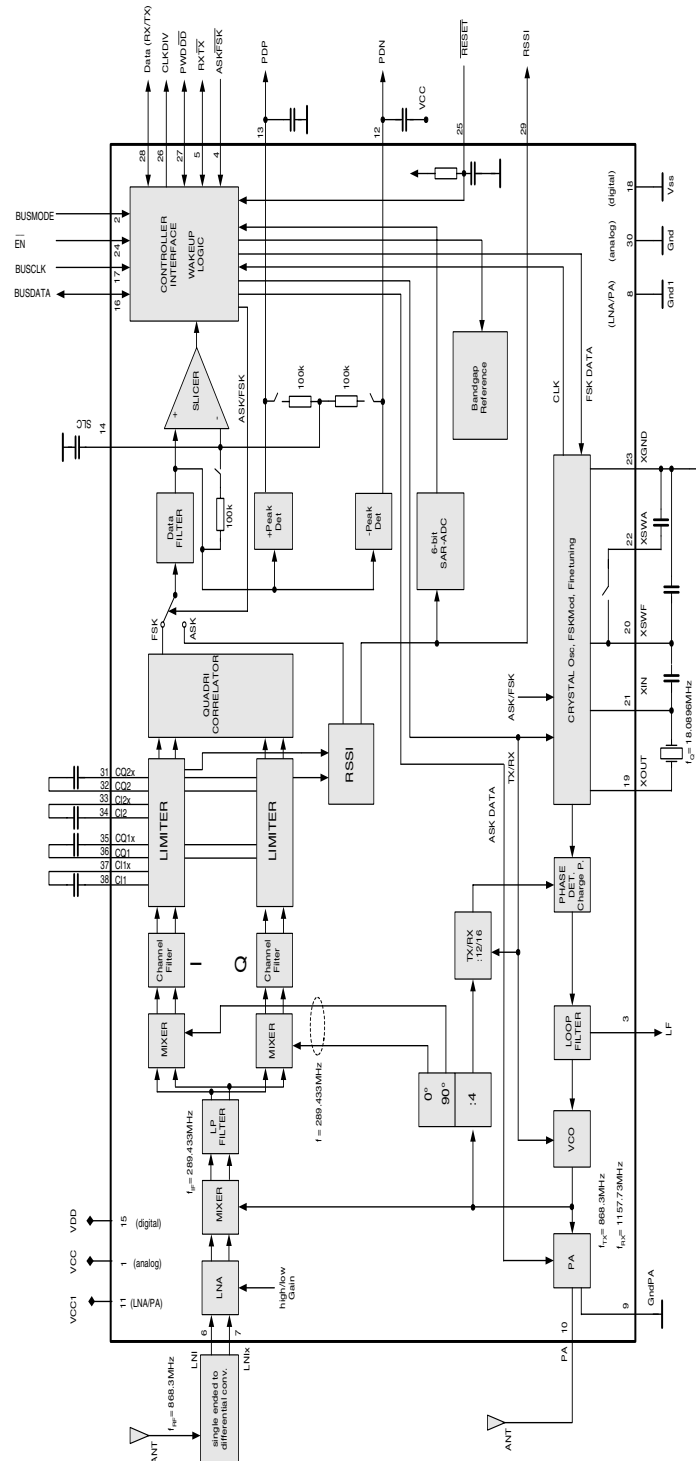 BUSMODE
2
EN
24
BUSCLK
17
BUSDATA
16
Data (RX/TX)
28
CLKDIV
26
PWDDD
27
RXTX
5
ASKFSK
4
PDP
13
PDN
12
VCC
RESET
25
RSSI
29
CONTROLLER
INTERFACE
WAKEUP
LOGIC
SLICER
+
-
SLC
14
100k
ASK/FSK
100k
100k
Data
FILTER
+Peak
Det
-Peak
Det
6-bit
SAR-ADC
Bandgap
Reference
CLK
FSK DATA
(digital)
18
Vss
(analog)
30
Gnd
(LNA/PA)
8
Gnd1
FSK
ASK
QUADRI
CORRELATOR
RSSI
31 CQ2x
32 CQ2
33 CI2x
34 CI2
35 CQ1x
36 CQ1
37 CI1x
38 CI1
LIMITER
LIMITER
Channel
Filter
I
Channel
Filter
Q
MIXER
MIXER
f = 289.433MHz
LP
FILTER
fIF= 289.433MHz
MIXER
LNA
high/low
Gain
VDD
15
(digital)
VCC
1
(analog)
VCC1
11
(LNA/PA)
LNI
6
LNIx
7
single ended to
differential conv.
fRF= 868.3MHz
ANT
0°
90°
:4
TX/RX
:12/16
ASK DATA
TX/RX
ASK/FSK
CRYSTAL Osc, FSKMod, Finetuning
23
XGND
22
XSWA
20
XSWF
21
XIN
19
XOUT
fQ= 18.0896MHz
PHASE
DET.
Charge P.
LOOP
FILTER
3
LF
VCO
fTX= 868.3MHz
fRX= 1157.73MHz
PA
9
GndPA
10
PA
ANT